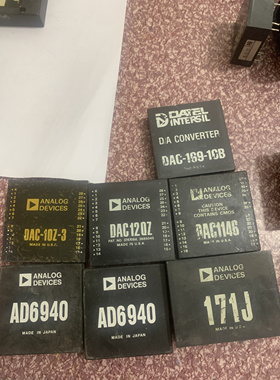 DATEL
INTERSIL
D/A CONVERTER
DAC-169-16B
ANALOG
DEVICES
DAC-10Z-3
MADE IN U.S.A.
ANALOG
DEVICES
DAC12QZ
MADE IN U.S.A.
ANALOG
DEVICES
CAUTION
THIS DEVICE
CONTAINS CMOS
MADE IN U.S.A.
ANALOG
DEVICES
AD6940
MADE IN JAPAN
ANALOG
DEVICES
AD6940
MADE IN JAPAN
ANALOG
DEVICES
171J